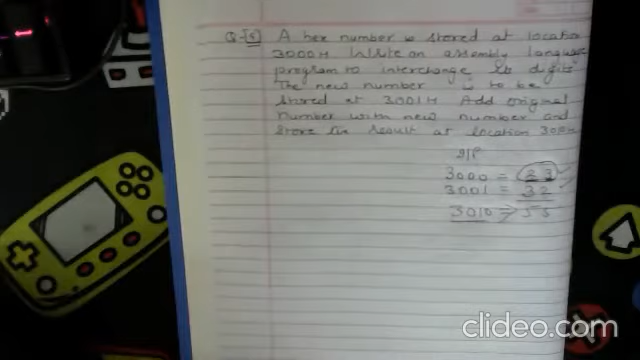 Q-[5] A hex number is stored at location
3000H Write an assembly language
program to interchange its digits
The new number is to be
stored at 3001H Add original
number with new number and
store the result at location
I/P
3000 = 23
3001 = 32
3010 => 55
clideo.com